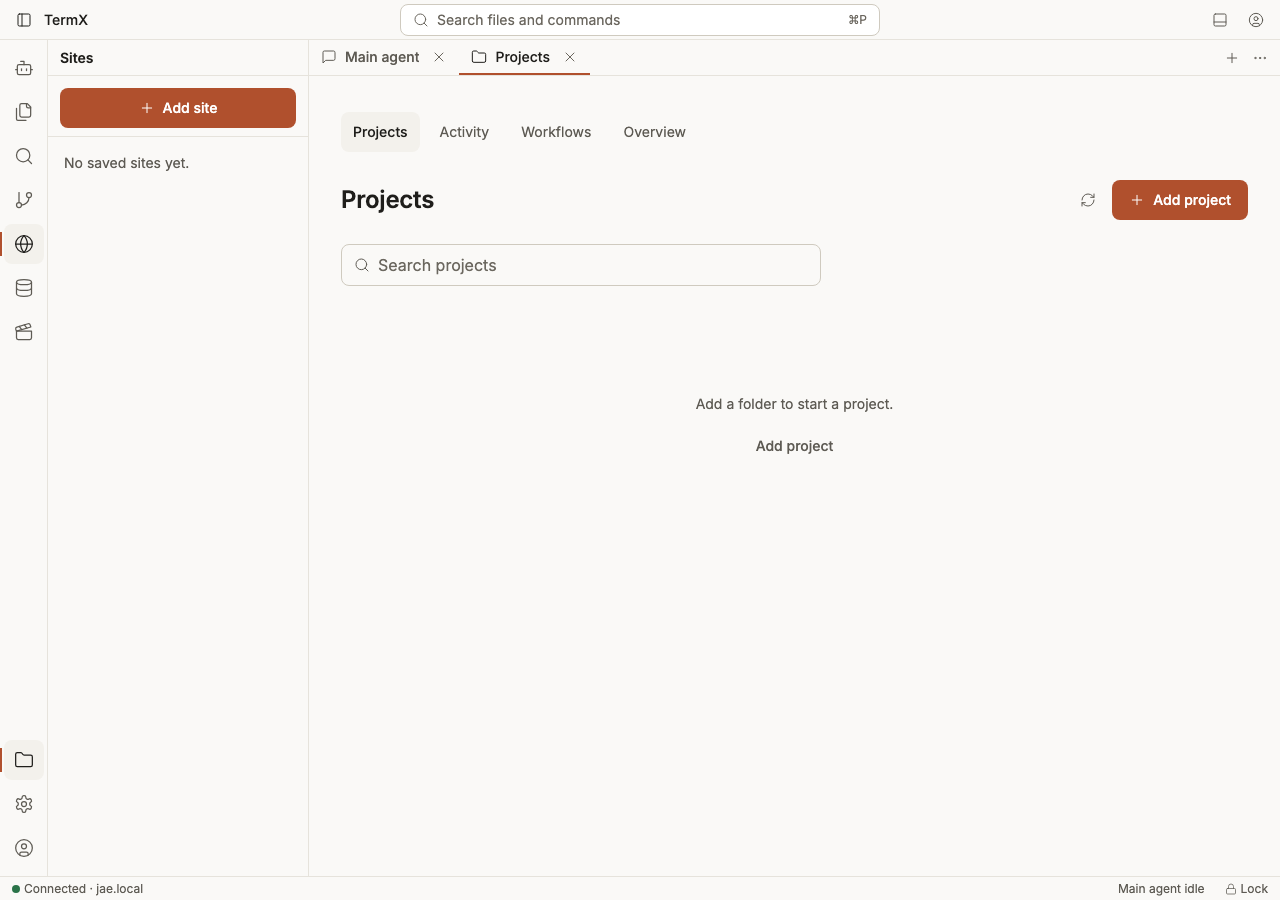 TermX
Search files and commands
⌘P
Sites
Main agent
Projects
Add site
No saved sites yet.
Projects
Activity
Workflows
Overview
Projects
Add project
Search projects
Add a folder to start a project.
Add project
Connected · jae.local
Main agent idle
Lock